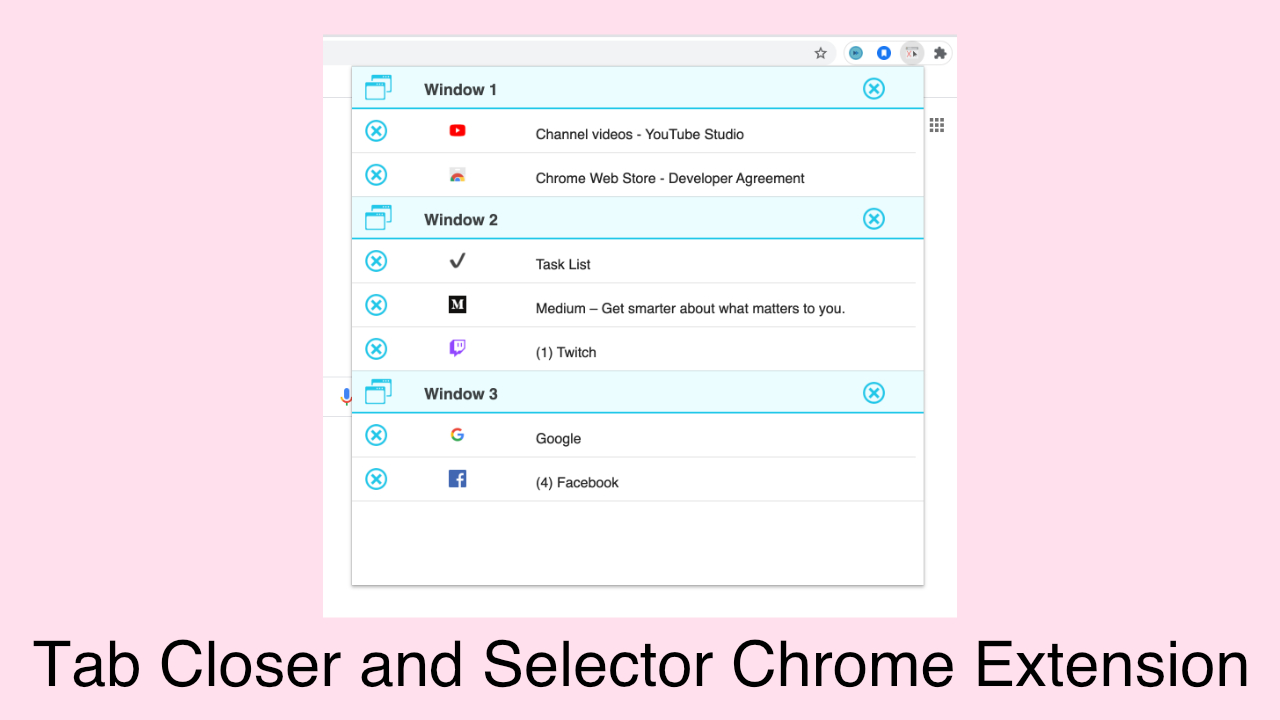 Window 1
Channel videos - YouTube Studio
Chrome Web Store - Developer Agreement
Window 2
Task List
Medium – Get smarter about what matters to you.
(1) Twitch
Window 3
Google
(4) Facebook
Tab Closer and Selector Chrome Extension